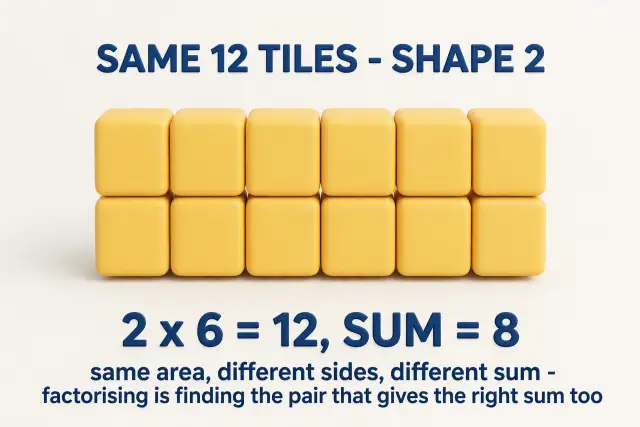 SAME 12 TILES - SHAPE 2
2 x 6 = 12, SUM = 8
same area, different sides, different sum -
factorising is finding the pair that gives the right sum too